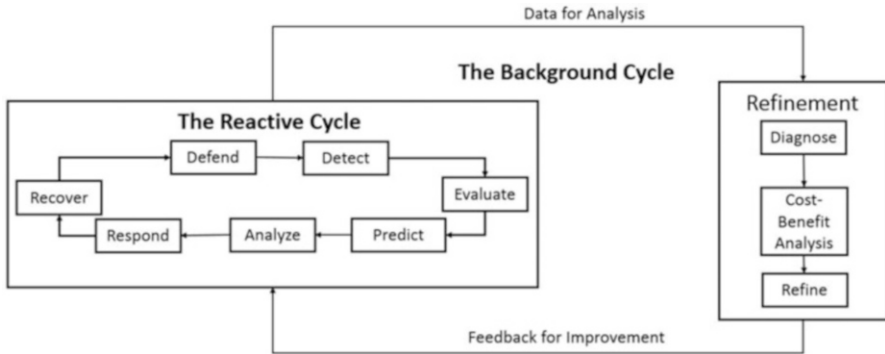 Data for Analysis
The Background Cycle
The Reactive Cycle
Defend
Detect
Evaluate
Predict
Analyze
Respond
Recover
Refinement
Diagnose
Cost-
Benefit
Analysis
Refine
Feedback for Improvement